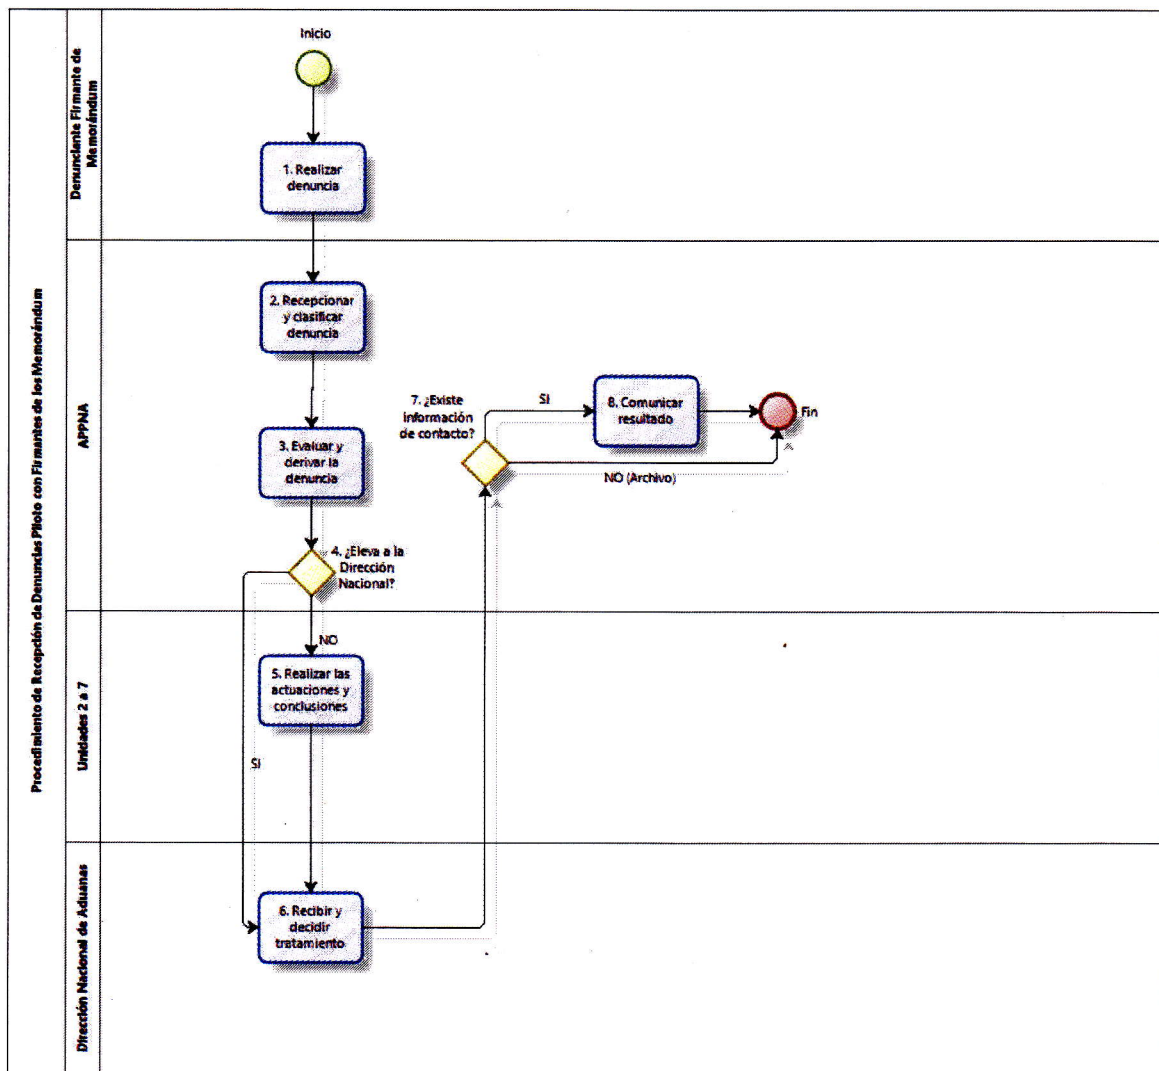 Procedimiento de Recepción de Denuncias Piloto con Firmantes de los Memorándum
Denunciante Firmante de
Memorándum
Inicio
1. Realizar
denuncia
APPNA
2. Recepcionar
y clasificar
denuncia
3. Evaluar y
derivar la
denuncia
4. ¿Eleva a la
Dirección
Nacional?
7. ¿Existe
información
de contacto?
SI
8. Comunicar
resultado
Fin
NO (Archivo)
Unidades 2 a 7
NO
5. Realizar las
actuaciones y
conclusiones
SI
Dirección Nacional de Aduanas
6. Recibir y
decidir
tratamiento